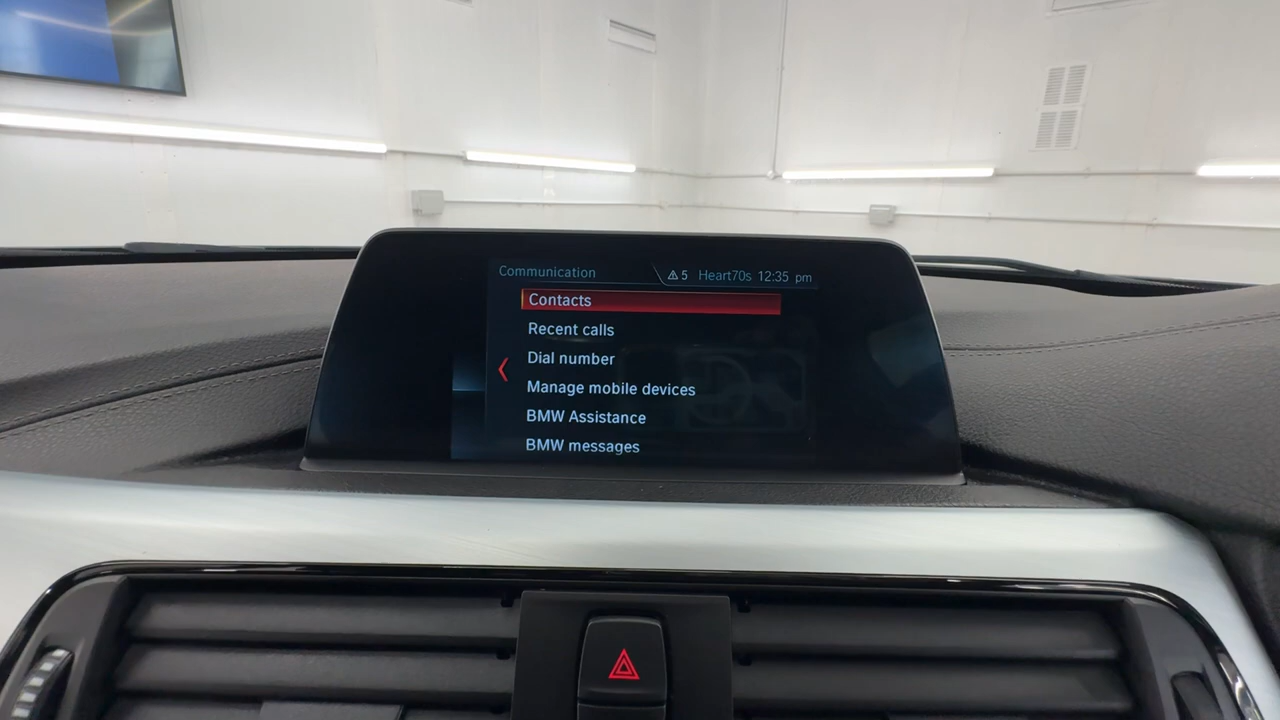 Communication
5 Heart70s 12:35 pm
Contacts
Recent calls
Dial number
Manage mobile devices
BMW Assistance
BMW messages